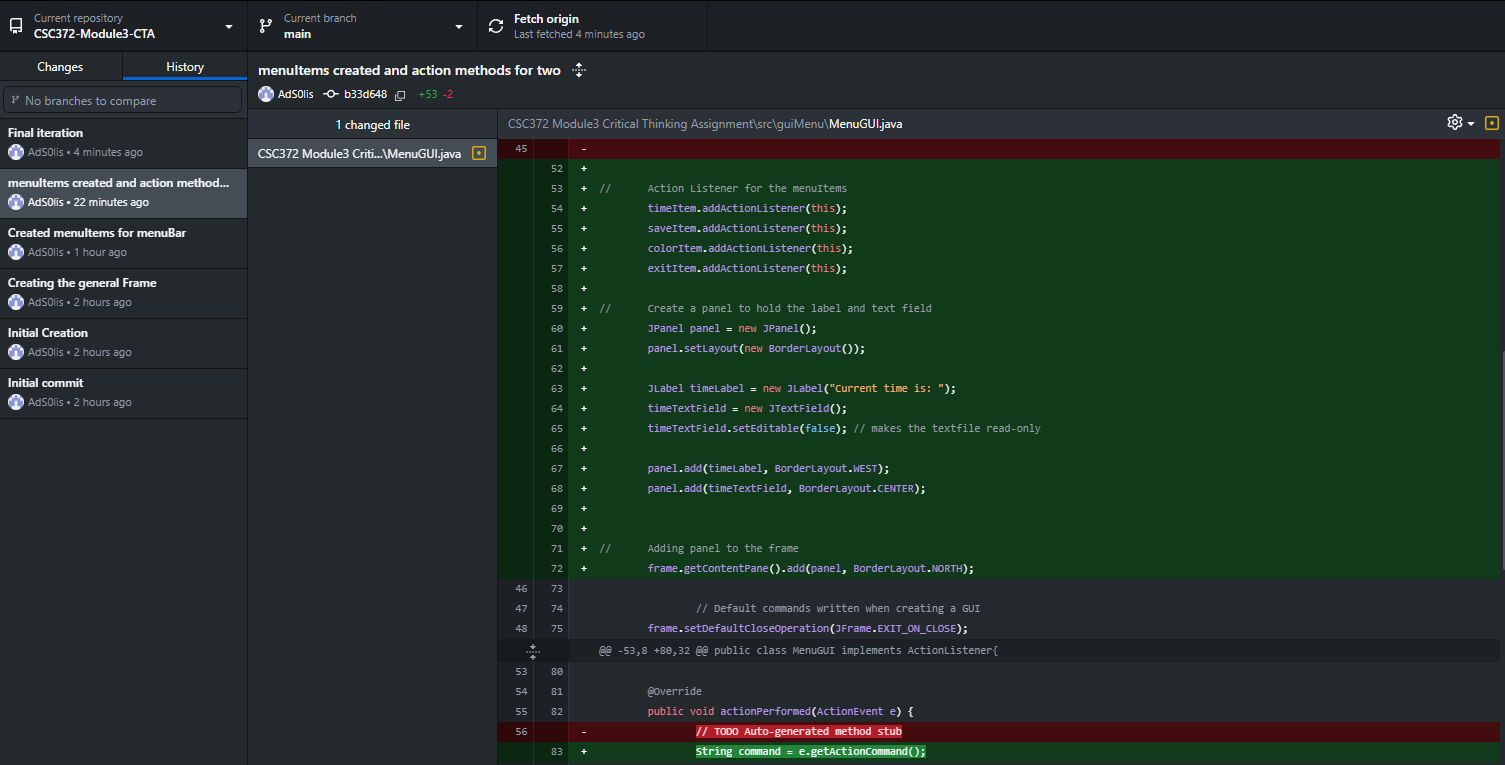 Current repository
CSC372-Module3-CTA
Current branch
main
Fetch origin
Last fetched 4 minutes ago
Changes
History
No branches to compare
Final iteration
AdS0lis • 4 minutes ago
menuItems created and action method...
AdS0lis • 22 minutes ago
Created menuItems for menuBar
AdS0lis • 1 hour ago
Creating the general Frame
AdS0lis • 2 hours ago
Initial Creation
AdS0lis • 2 hours ago
Initial commit
AdS0lis • 2 hours ago
menuItems created and action methods for two
AdS0lis b33d648 +53 -2
1 changed file
CSC372 Module3 Criti...\MenuGUI.java
CSC372 Module3 Critical Thinking Assignment\src\guiMenu\MenuGUI.java
45 -
52 +
53 + // Action Listener for the menuItems
54 + timeItem.addActionListener(this);
55 + saveItem.addActionListener(this);
56 + colorItem.addActionListener(this);
57 + exitItem.addActionListener(this);
58 +
59 + // Create a panel to hold the label and text field
60 + JPanel panel = new JPanel();
61 + panel.setLayout(new BorderLayout());
62 +
63 + JLabel timeLabel = new JLabel("Current time is: ");
64 + timeTextField = new JTextField();
65 + timeTextField.setEditable(false); // makes the textfile read-only
66 +
67 + panel.add(timeLabel, BorderLayout.WEST);
68 + panel.add(timeTextField, BorderLayout.CENTER);
69 +
70 +
71 + // Adding panel to the frame
72 + frame.getContentPane().add(panel, BorderLayout.NORTH);
46 73
47 74 // Default commands written when creating a GUI
48 75 frame.setDefaultCloseOperation(JFrame.EXIT_ON_CLOSE);
@@ -53,8 +80,32 @@ public class MenuGUI implements ActionListener{
53 80
54 81 @Override
55 82 public void actionPerformed(ActionEvent e) {
56 - // TODO Auto-generated method stub
83 + String command = e.getActionCommand();